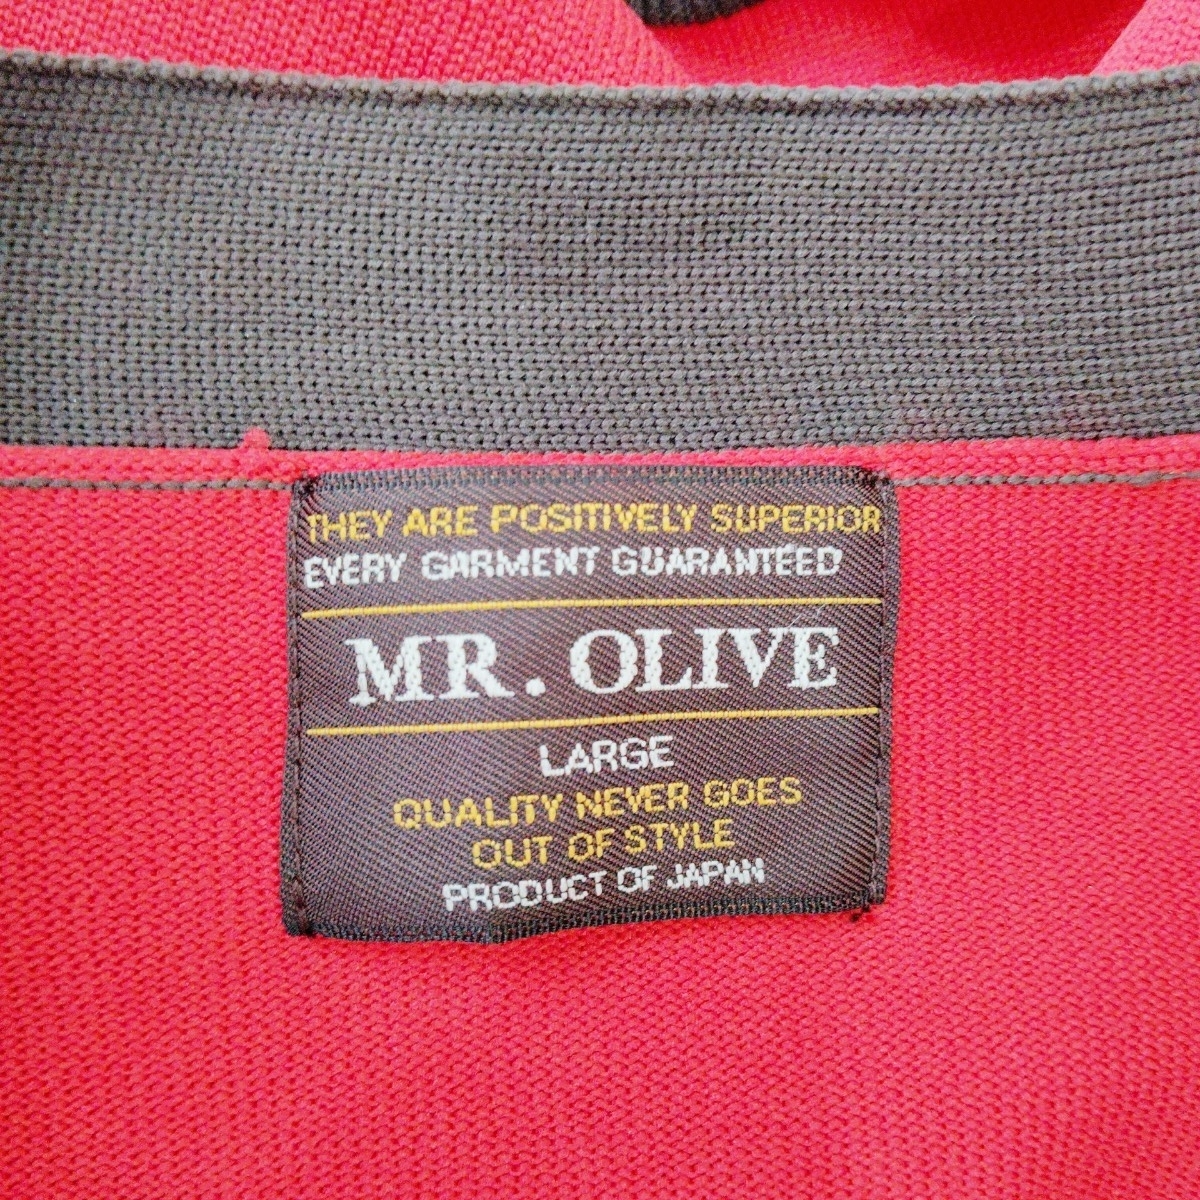 THEY ARE POSITIVELY SUPERIOR
EVERY GARMENT GUARANTEED
MR. OLIVE
LARGE
QUALITY NEVER GOES
OUT OF STYLE
PRODUCT OF JAPAN